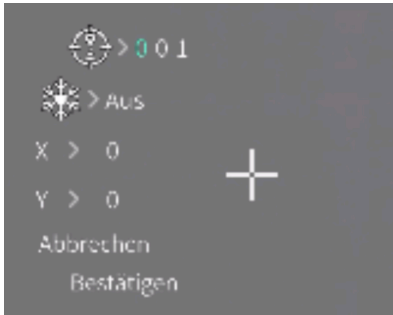 > 0 0 1
> Aus
X > 0
Y > 0
Abbrechen
Bestätigen